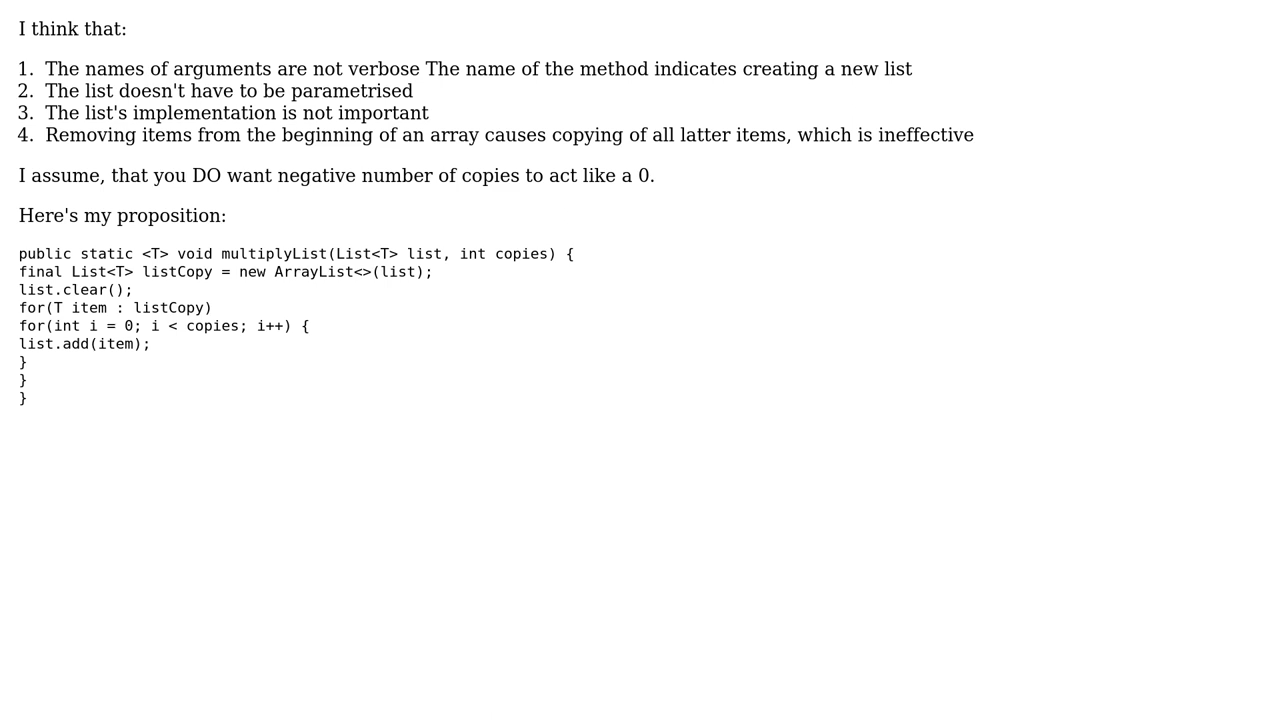 I think that:
1. The names of arguments are not verbose The name of the method indicates creating a new list
2. The list doesn't have to be parametrised
3. The list's implementation is not important
4. Removing items from the beginning of an array causes copying of all latter items, which is ineffective
I assume, that you DO want negative number of copies to act like a 0.
Here's my proposition:
public static <T> void multiplyList(List<T> list, int copies) {
final List<T> listCopy = new ArrayList<>(list);
list.clear();
for(T item : listCopy)
for(int i = 0; i < copies; i++) {
list.add(item);
}
}
}